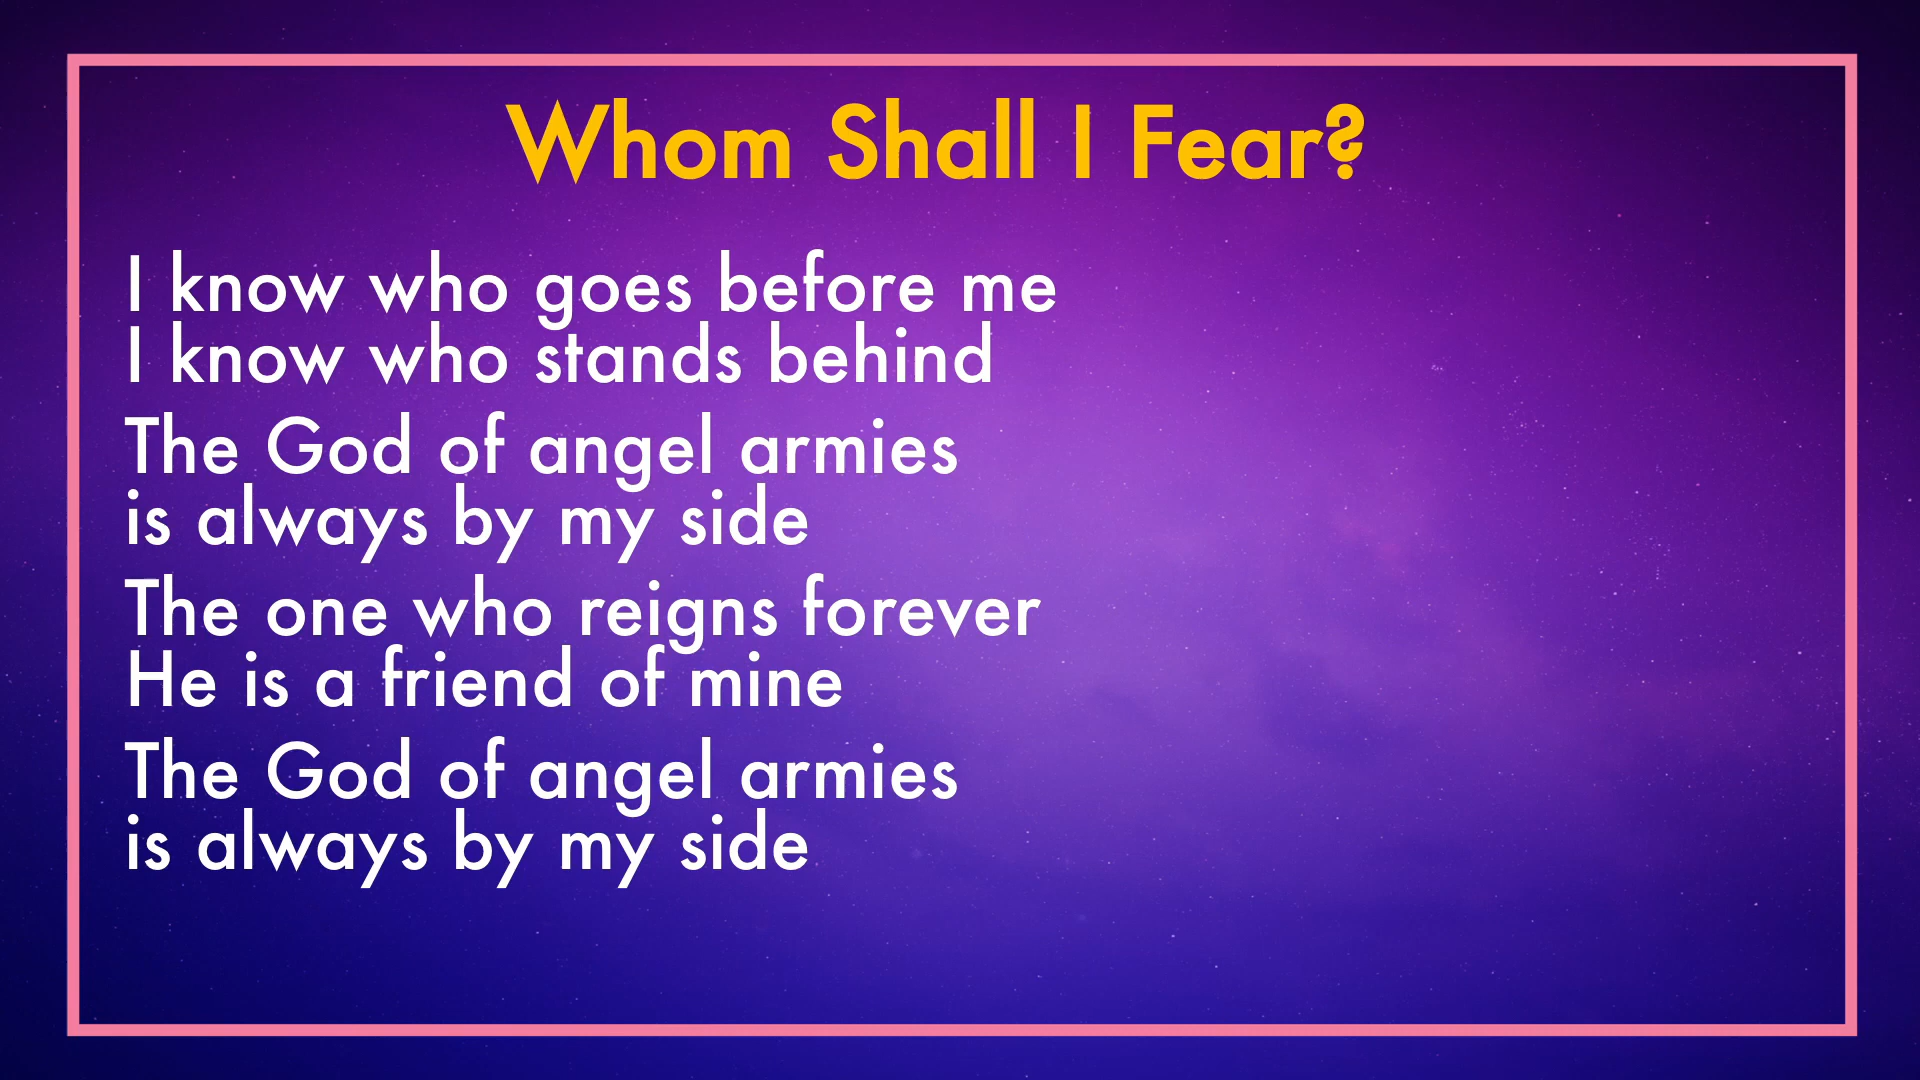 Whom Shall I Fear?
I know who goes before me
I know who stands behind
The God of angel armies
is always by my side
The one who reigns forever
He is a friend of mine
The God of angel armies
is always by my side